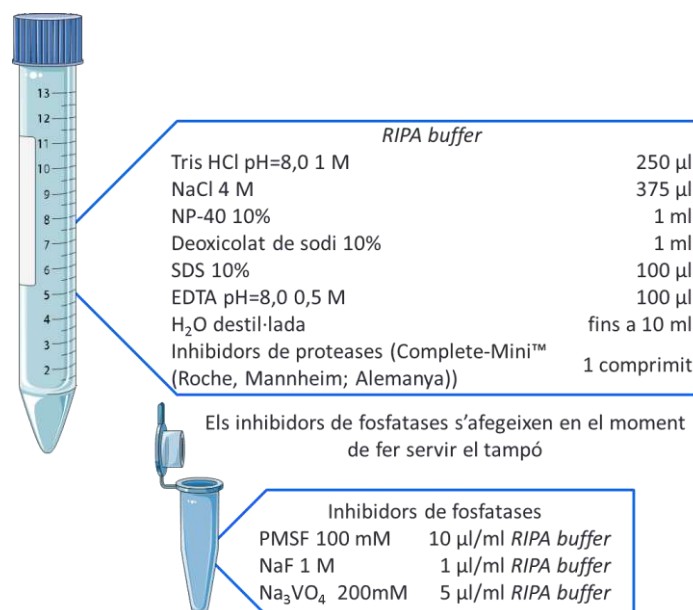 13
12
11
10
9
8
7
6
5
4
3
2
RIPA buffer
Tris HCl pH=8,0 1 M 250 µl
NaCl 4 M 375 µl
NP-40 10% 1 ml
Deoxicolat de sodi 10% 1 ml
SDS 10% 100 µl
EDTA pH=8,0 0,5 M 100 µl
H₂O destil·lada fins a 10 ml
Inhibidors de proteases (Complete-Mini™
(Roche, Mannheim; Alemanya)) 1 comprimit
Els inhibidors de fosfatases s’afegeixen en el moment
de fer servir el tampó
Inhibidors de fosfatases
PMSF 100 mM 10 µl/ml RIPA buffer
NaF 1 M 1 µl/ml RIPA buffer
Na₃VO₄ 200mM 5 µl/ml RIPA buffer